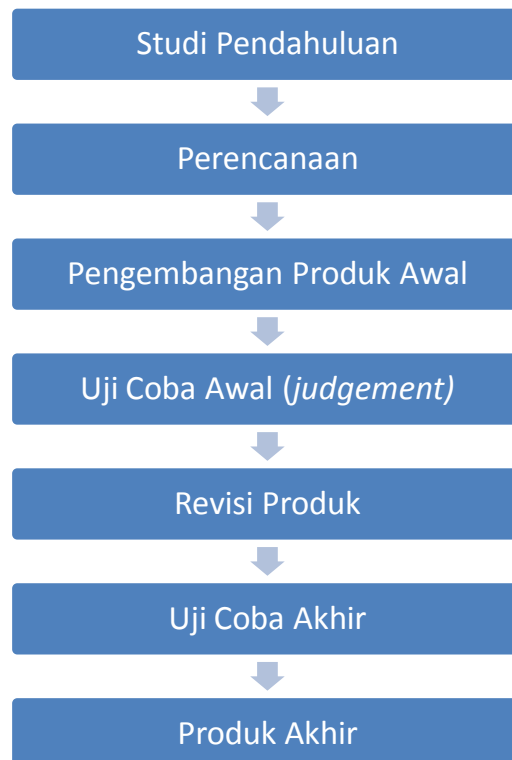 Studi Pendahuluan
Perencanaan
Pengembangan Produk Awal
Uji Coba Awal (judgement)
Revisi Produk
Uji Coba Akhir
Produk Akhir